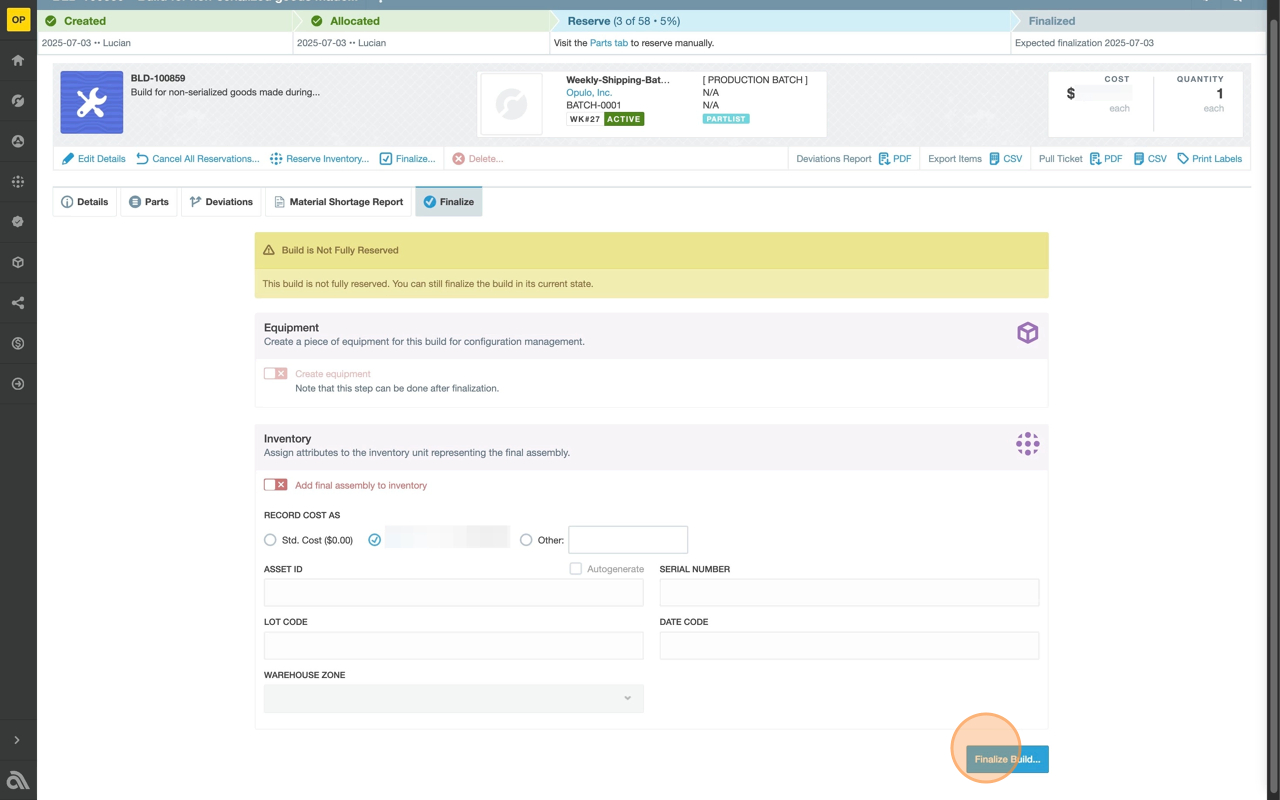 OP
Created
Allocated
Reserve (3 of 58 • 5%)
Finalized
2025-07-03 •• Lucian
2025-07-03 •• Lucian
Visit the Parts tab to reserve manually.
Expected finalization 2025-07-03
BLD-100859
Build for non-serialized goods made during...
Weekly-Shipping-Bat...
Opulo, Inc.
BATCH-0001
WK#27 ACTIVE
[ PRODUCTION BATCH ]
N/A
N/A
PARTLIST
COST
$
each
QUANTITY
1
each
Edit Details
Cancel All Reservations...
Reserve Inventory...
Finalize...
Delete...
Deviations Report PDF
Export Items CSV
Pull Ticket PDF CSV Print Labels
Details
Parts
Deviations
Material Shortage Report
Finalize
Build is Not Fully Reserved
This build is not fully reserved. You can still finalize the build in its current state.
Equipment
Create a piece of equipment for this build for configuration management.
Create equipment
Note that this step can be done after finalization.
Inventory
Assign attributes to the inventory unit representing the final assembly.
Add final assembly to inventory
RECORD COST AS
Std. Cost ($0.00)
Other:
ASSET ID
Autogenerate
SERIAL NUMBER
LOT CODE
DATE CODE
WAREHOUSE ZONE
Finalize Build...